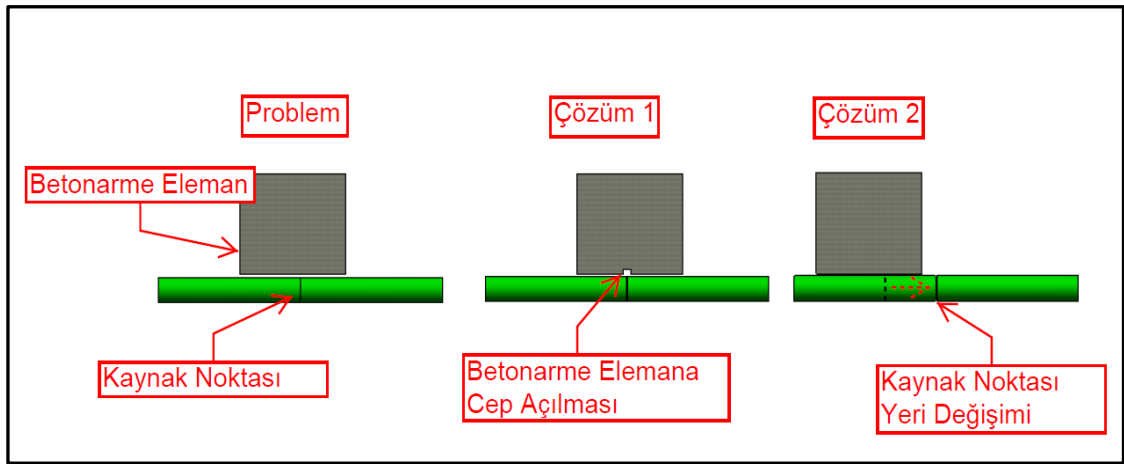 Problem
Çözüm 1
Çözüm 2
Betonarme Eleman
Kaynak Noktası
Betonarme Elemana
Cep Açılması
Kaynak Noktası
Yeri Değişimi